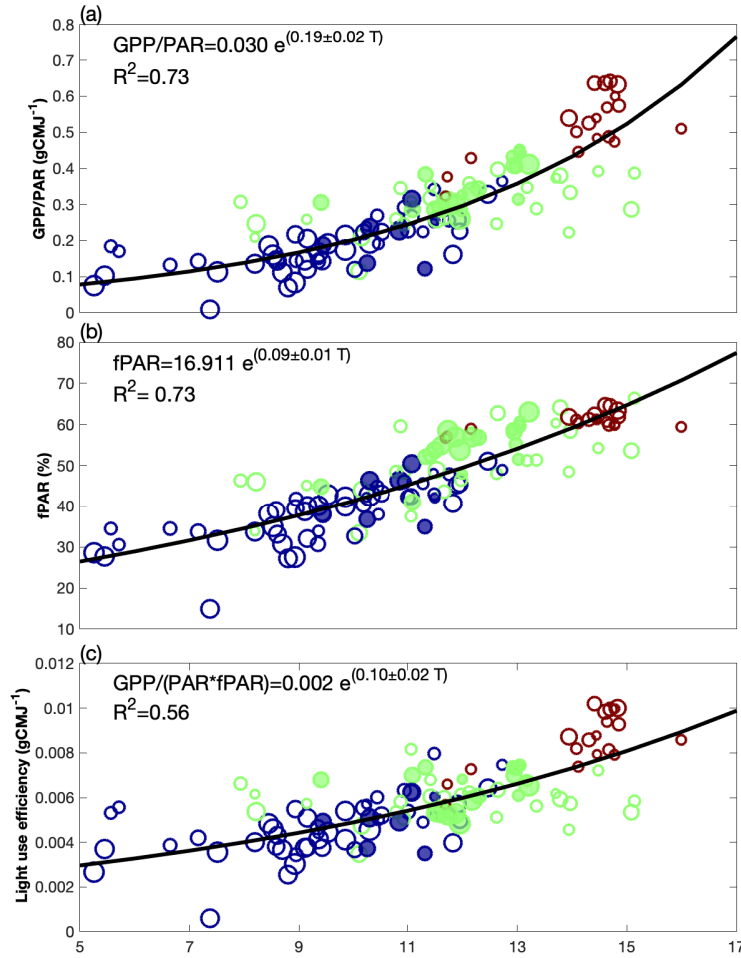 (a)
GPP/PAR=0.030 e(0.19±0.02 T)
R2=0.73
GPP/PAR (gCMJ-1)
0.8
0.7
0.6
0.5
0.4
0.3
0.2
0.1
0
(b)
fPAR=16.911 e(0.09±0.01 T)
R2= 0.73
fPAR (%)
80
70
60
50
40
30
20
10
(c)
GPP/(PAR*fPAR)=0.002 e(0.10±0.02 T)
R2=0.56
Light use efficiency (gCMJ-1)
0.012
0.01
0.008
0.006
0.004
0.002
0
5 7 9 11 13 15 17